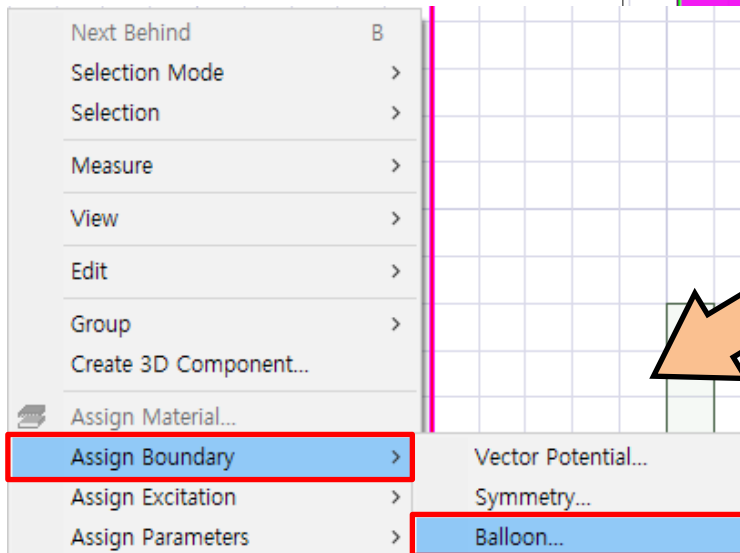 Next Behind B
Selection Mode >
Selection >
Measure >
View >
Edit >
Group >
Create 3D Component...
Assign Material...
Assign Boundary >
Assign Excitation >
Assign Parameters >
Vector Potential...
Symmetry...
Balloon...